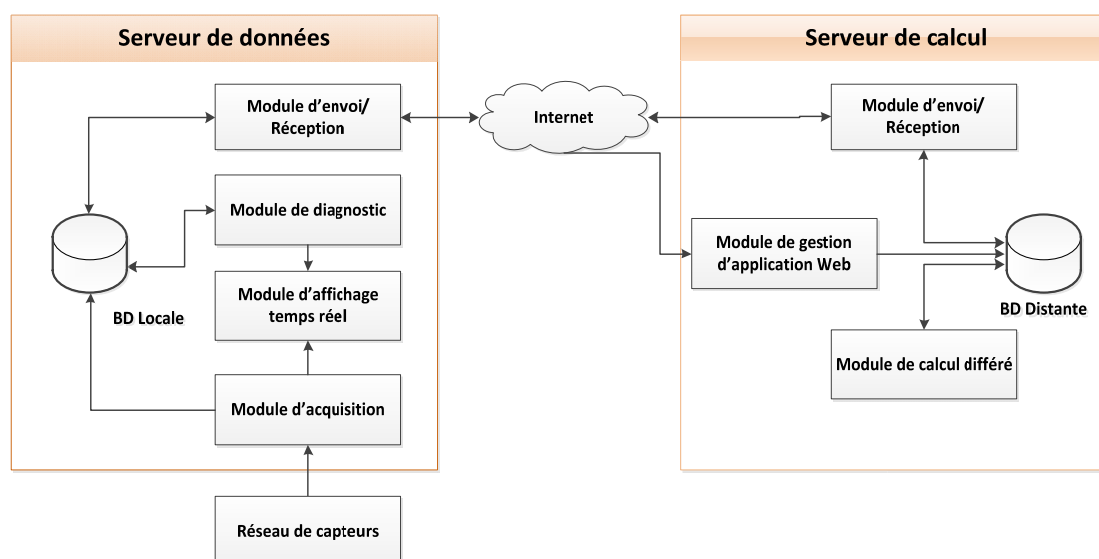 Serveur de données
Module d'envoi/
Réception
Module de diagnostic
Module d'affichage
temps réel
BD Locale
Module d'acquisition
Réseau de capteurs
Internet
Serveur de calcul
Module d'envoi/
Réception
Module de gestion
d'application Web
BD Distante
Module de calcul différé